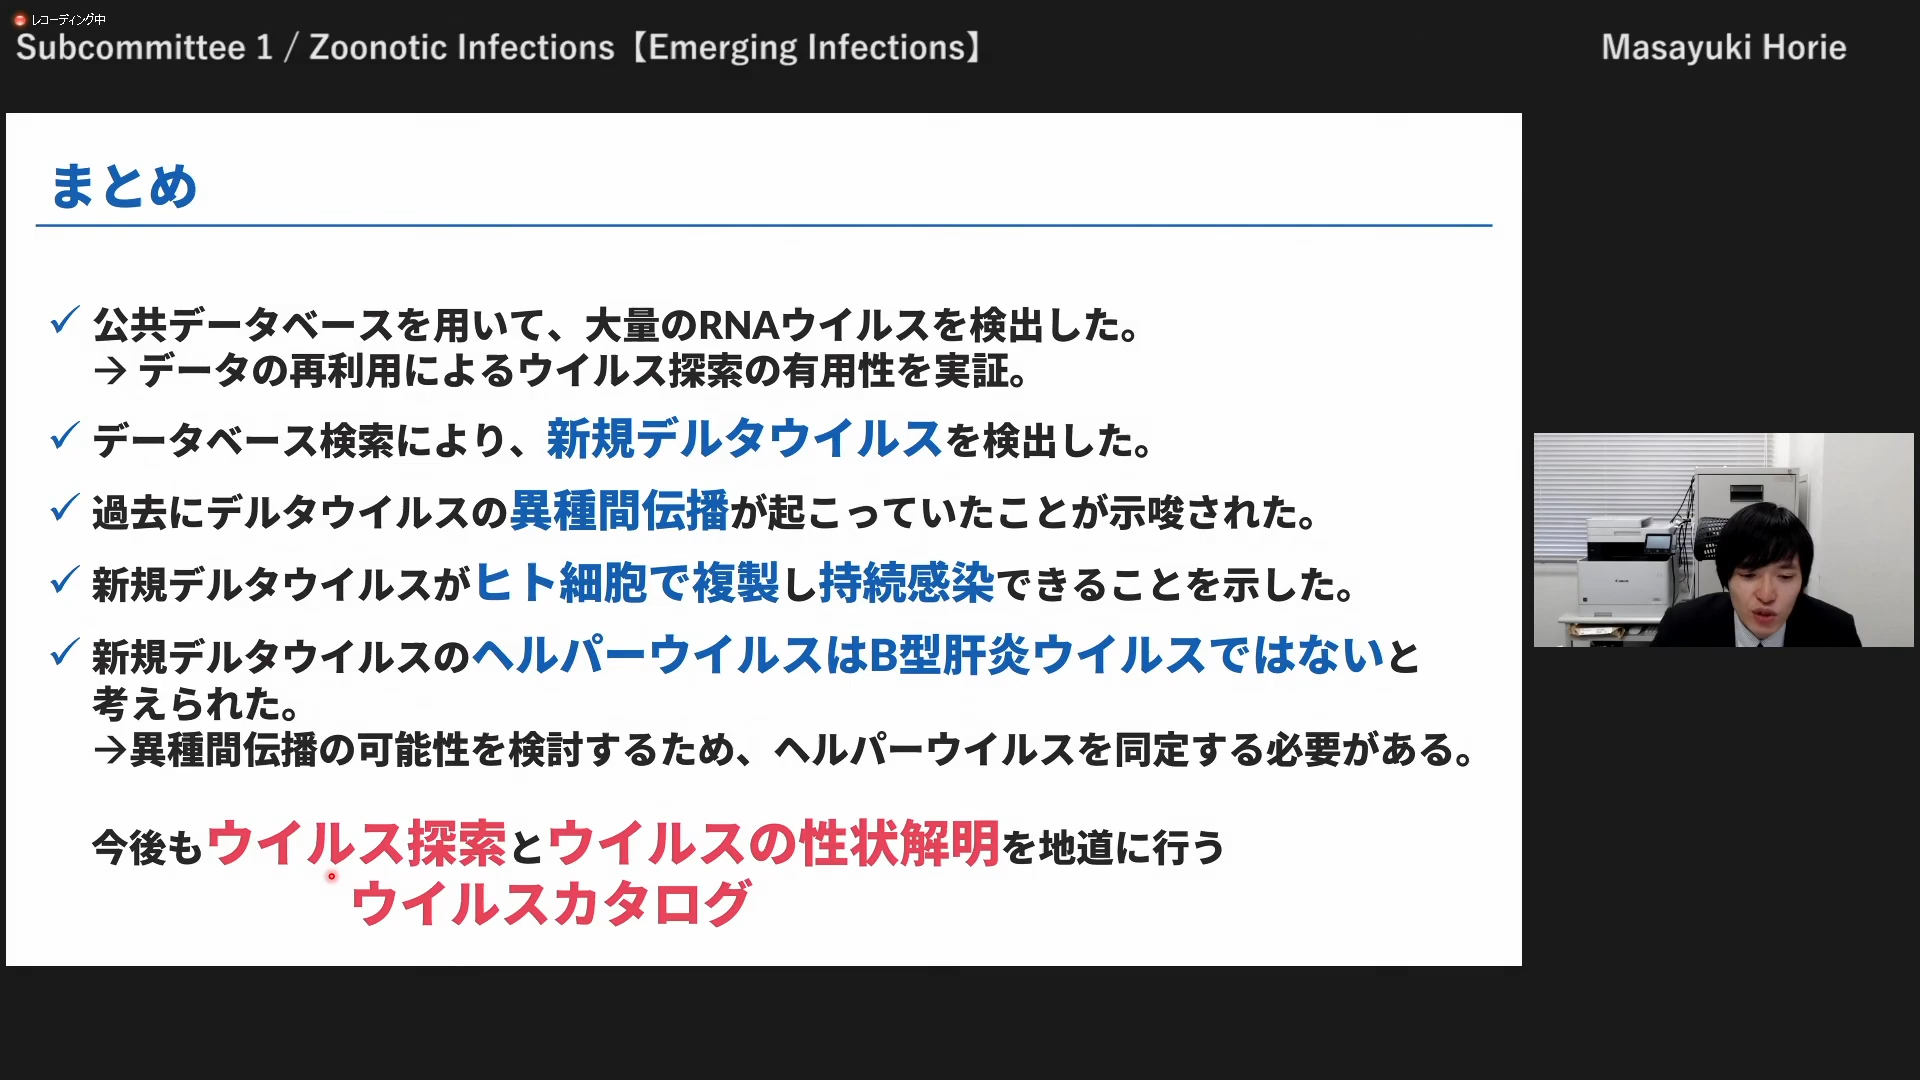 レコーディング中
Subcommittee 1 / Zoonotic Infections【Emerging Infections】
Masayuki Horie
まとめ
✓ 公共データベースを用いて、大量のRNAウイルスを検出した。
→ データの再利用によるウイルス探索の有用性を実証。
✓ データベース検索により、新規デルタウイルスを検出した。
✓ 過去にデルタウイルスの異種間伝播が起こっていたことが示唆された。
✓ 新規デルタウイルスがヒト細胞で複製し持続感染できることを示した。
✓ 新規デルタウイルスのヘルパーウイルスはB型肝炎ウイルスではないと
考えられた。
→異種間伝播の可能性を検討するため、ヘルパーウイルスを同定する必要がある。
今後もウイルス探索とウイルスの性状解明を地道に行う
ウイルスカタログ
Canon